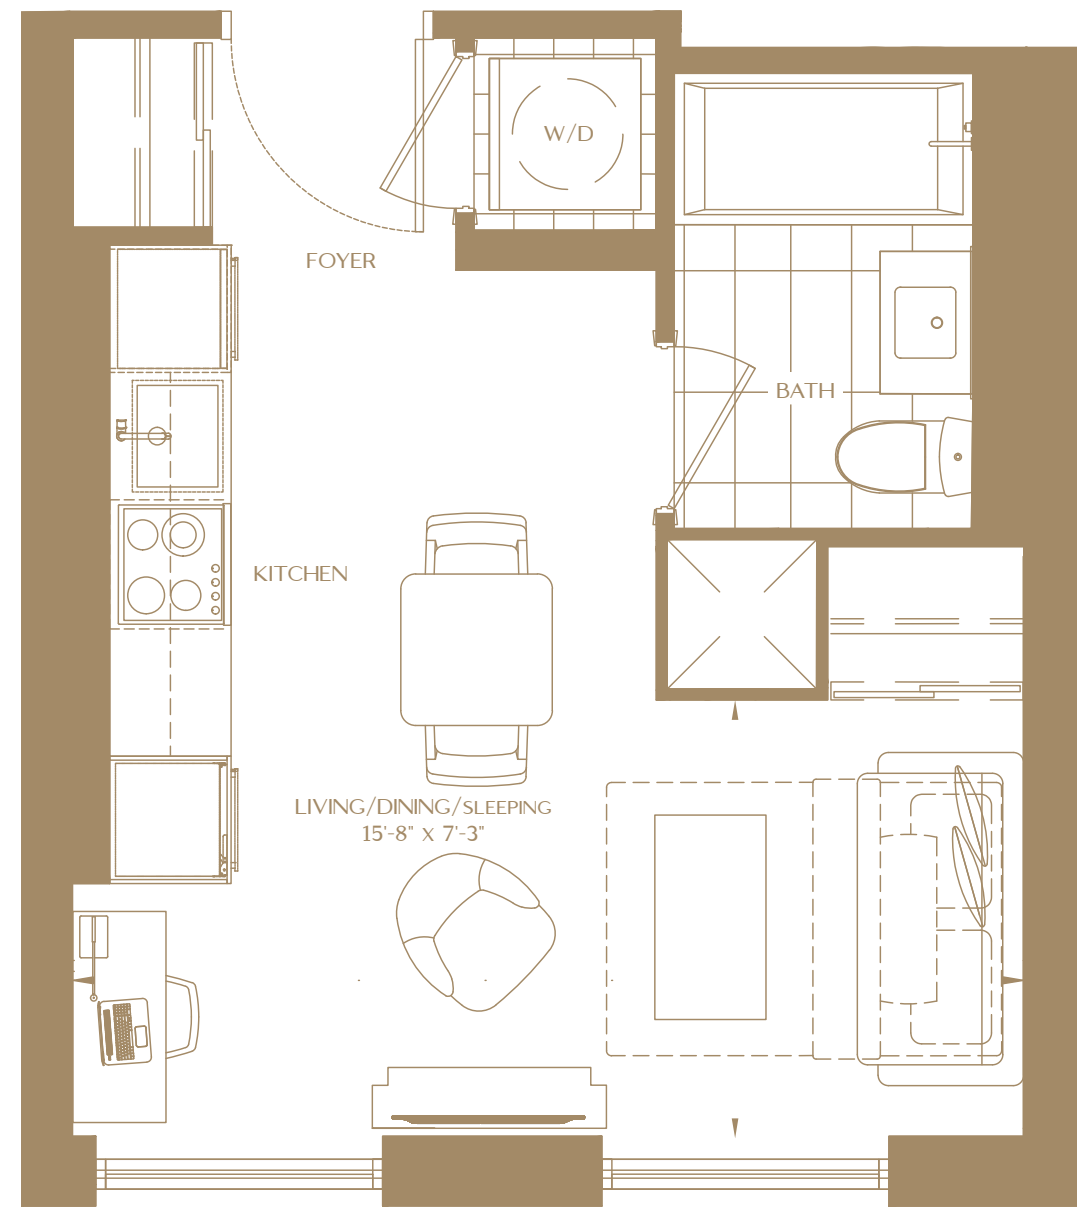 W/D
FOYER
BATH
KITCHEN
LIVING/DINING/SLEEPING
15'-8" X 7'-3"